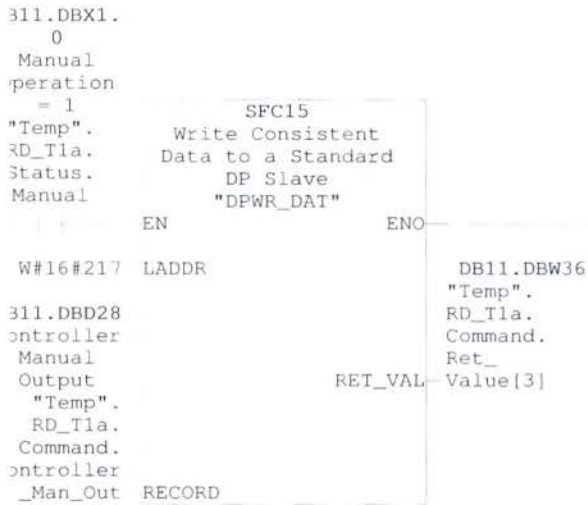 311.DBX1.
0
Manual
peration
= 1
"Temp".
RD_T1a.
Status.
Manual
SFC15
Write Consistent
Data to a Standard
DP Slave
"DPWR_DAT"
EN ENO
W#16#217 LADDR
DB11.DBW36
"Temp".
RD_T1a.
Command.
Ret_
Value[3]
RET_VAL
311.DBD28
ontroller
Manual
Output
"Temp".
RD_T1a.
Command.
ontroller
_Man_Out RECORD